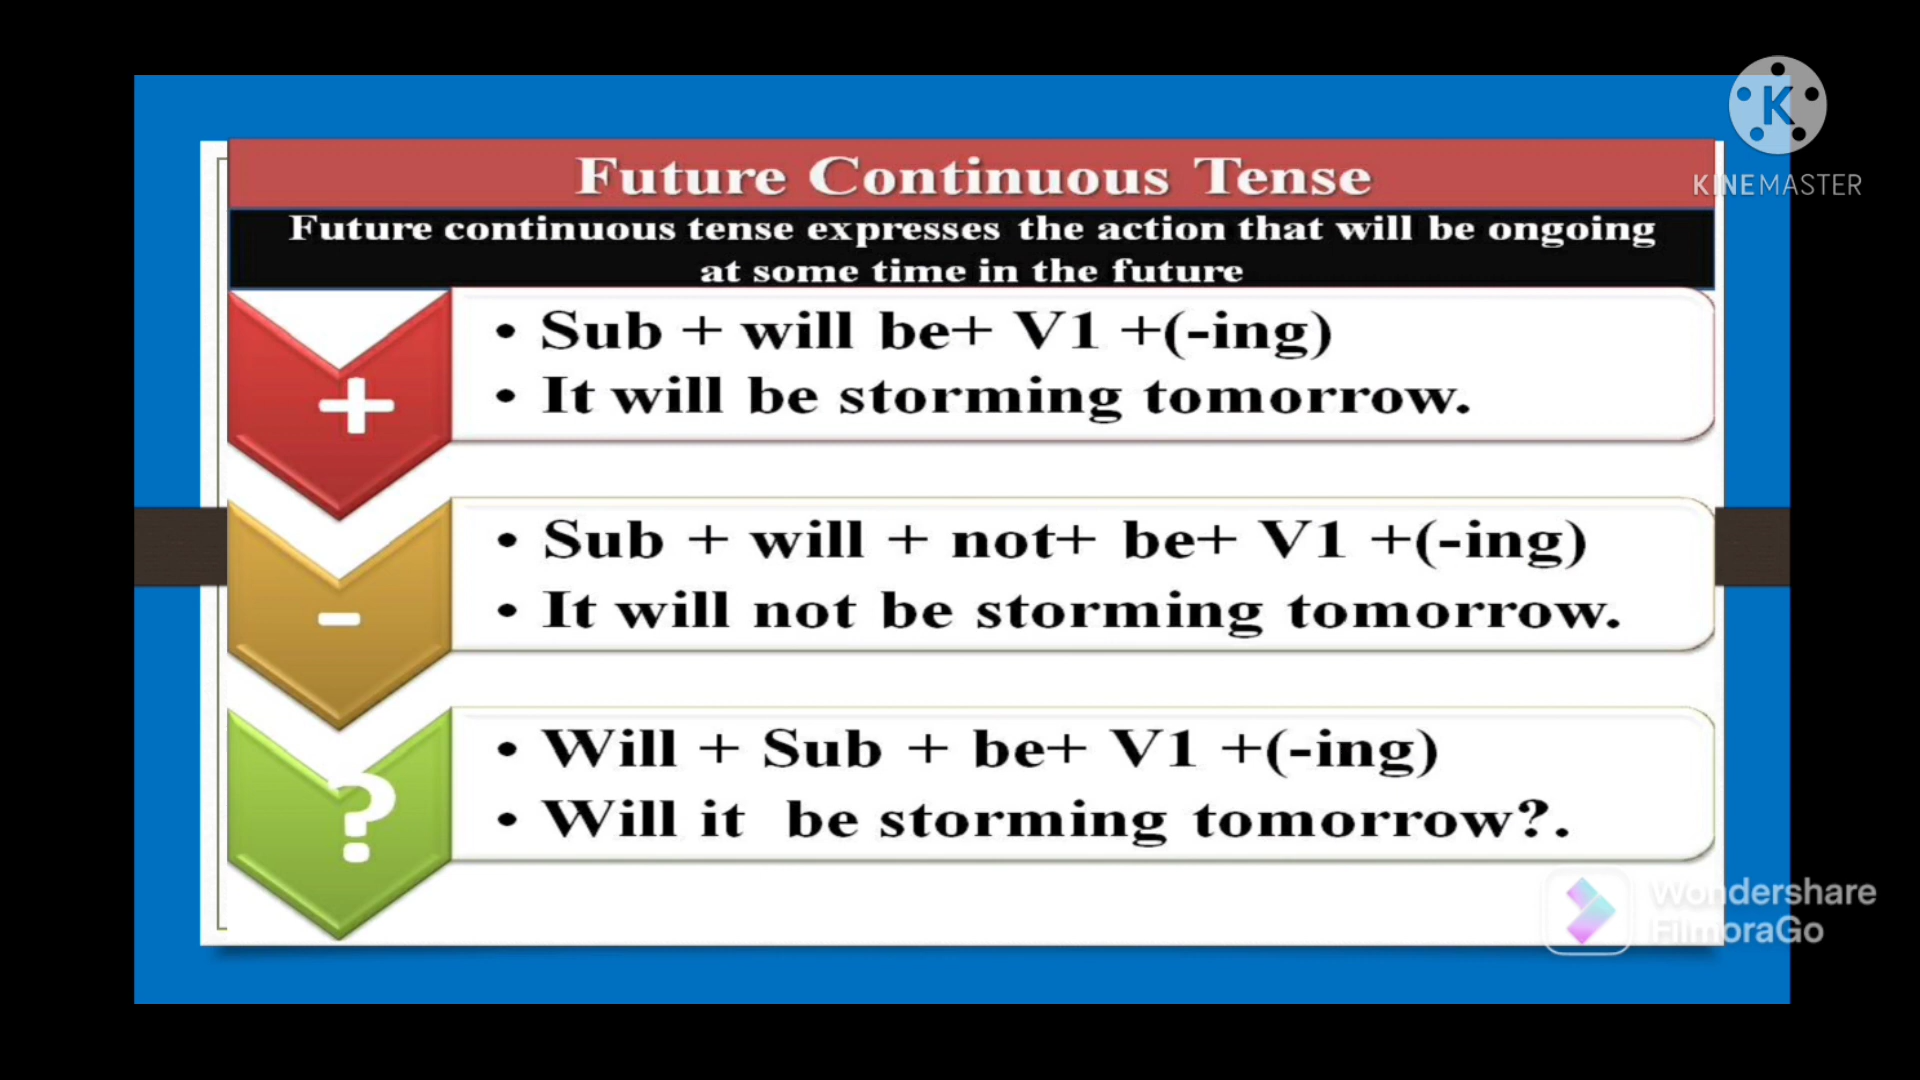 Future Continuous Tense
Future continuous tense expresses the action that will be ongoing
at some time in the future
+
• Sub + will be+ V1 +(-ing)
• It will be storming tomorrow.
-
• Sub + will + not+ be+ V1 +(-ing)
• It will not be storming tomorrow.
?
• Will + Sub + be+ V1 +(-ing)
• Will it be storming tomorrow?.
K
KINEMASTER
Wondershare
FilmoraGo